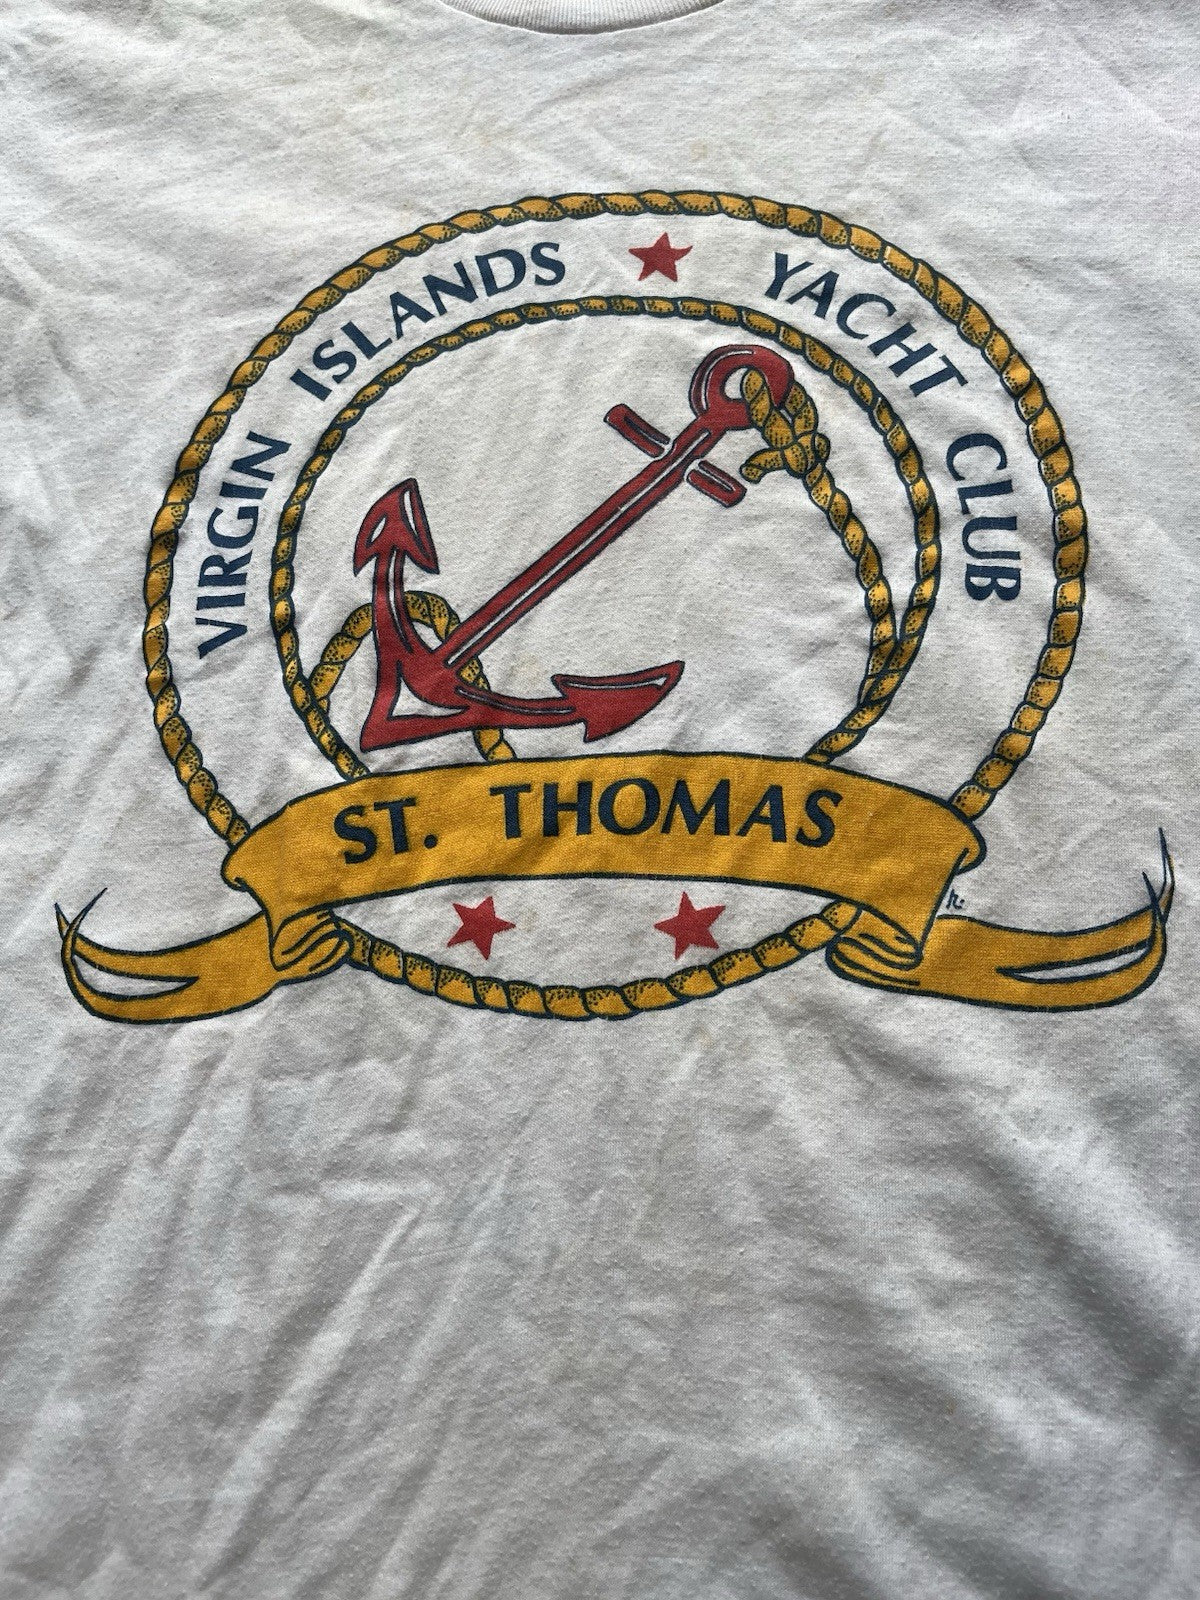 VIRGIN ISLANDS YACHT CLUB
ST. THOMAS